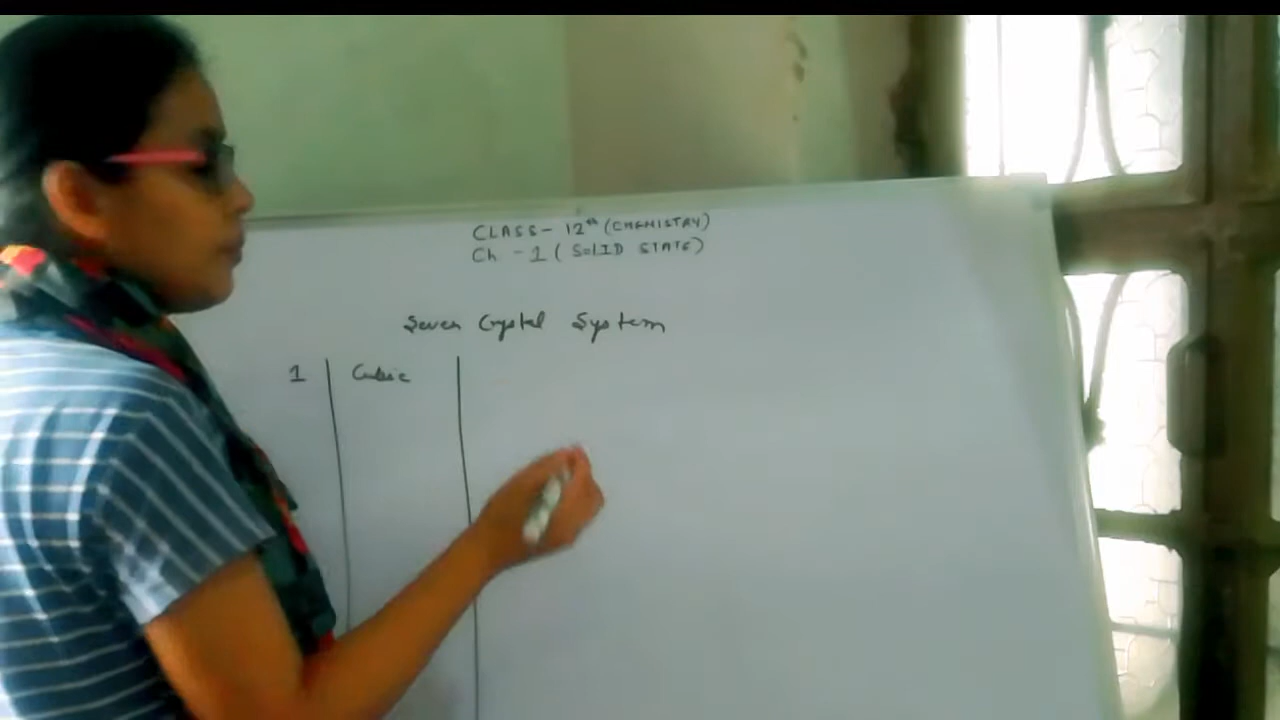 CLASS- 12th (CHEMISTRY)
Ch - 1 ( SOLID STATE)
Seven Crystal System
1 Cubic